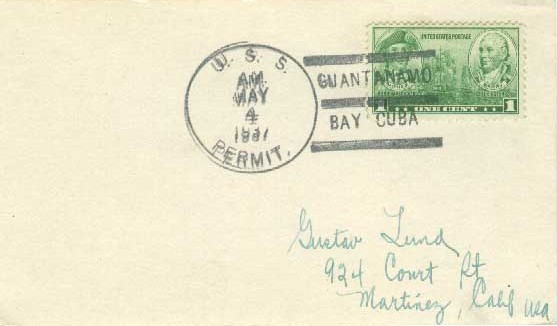 U. S. S.
AM
MAY
4
1937
PERMIT.
GUANTANAMO
BAY CUBA
UNITED STATES POSTAGE
1 ONE CENT 1
Gustav Lund
924 Court St
Martinez, Calif USA